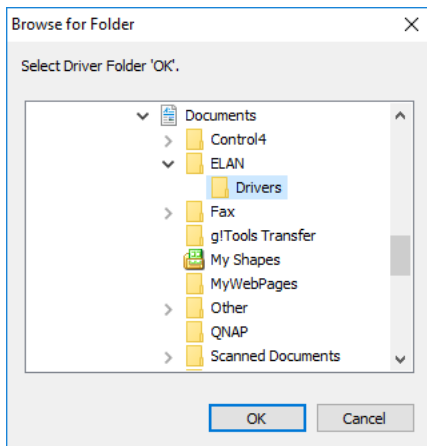 Browse for Folder
Select Driver Folder 'OK'.
Documents
Control4
ELAN
Drivers
Fax
g!Tools Transfer
My Shapes
MyWebPages
Other
QNAP
Scanned Documents
OK Cancel